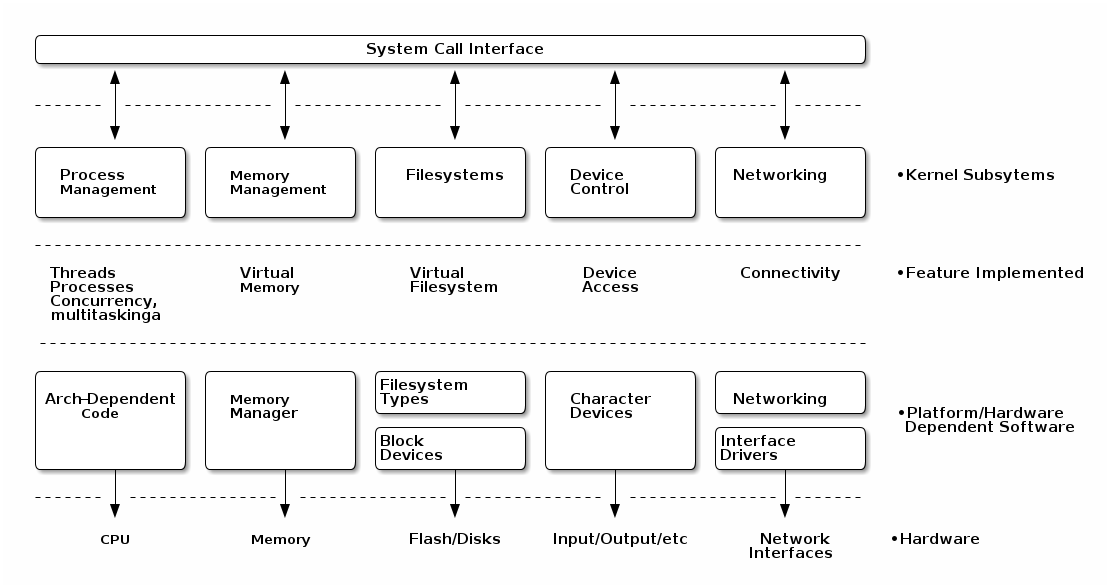 System Call Interface
Process
Management
Memory
Management
Filesystems
Device
Control
Networking
•Kernel Subsytems
Threads
Processes
Concurrency,
multitaskinga
Virtual
Memory
Virtual
Filesystem
Device
Access
Connectivity
•Feature Implemented
Arch-Dependent
Code
Memory
Manager
Filesystem
Types
Block
Devices
Character
Devices
Networking
Interface
Drivers
•Platform/Hardware
Dependent Software
CPU
Memory
Flash/Disks
Input/Output/etc
Network
Interfaces
•Hardware